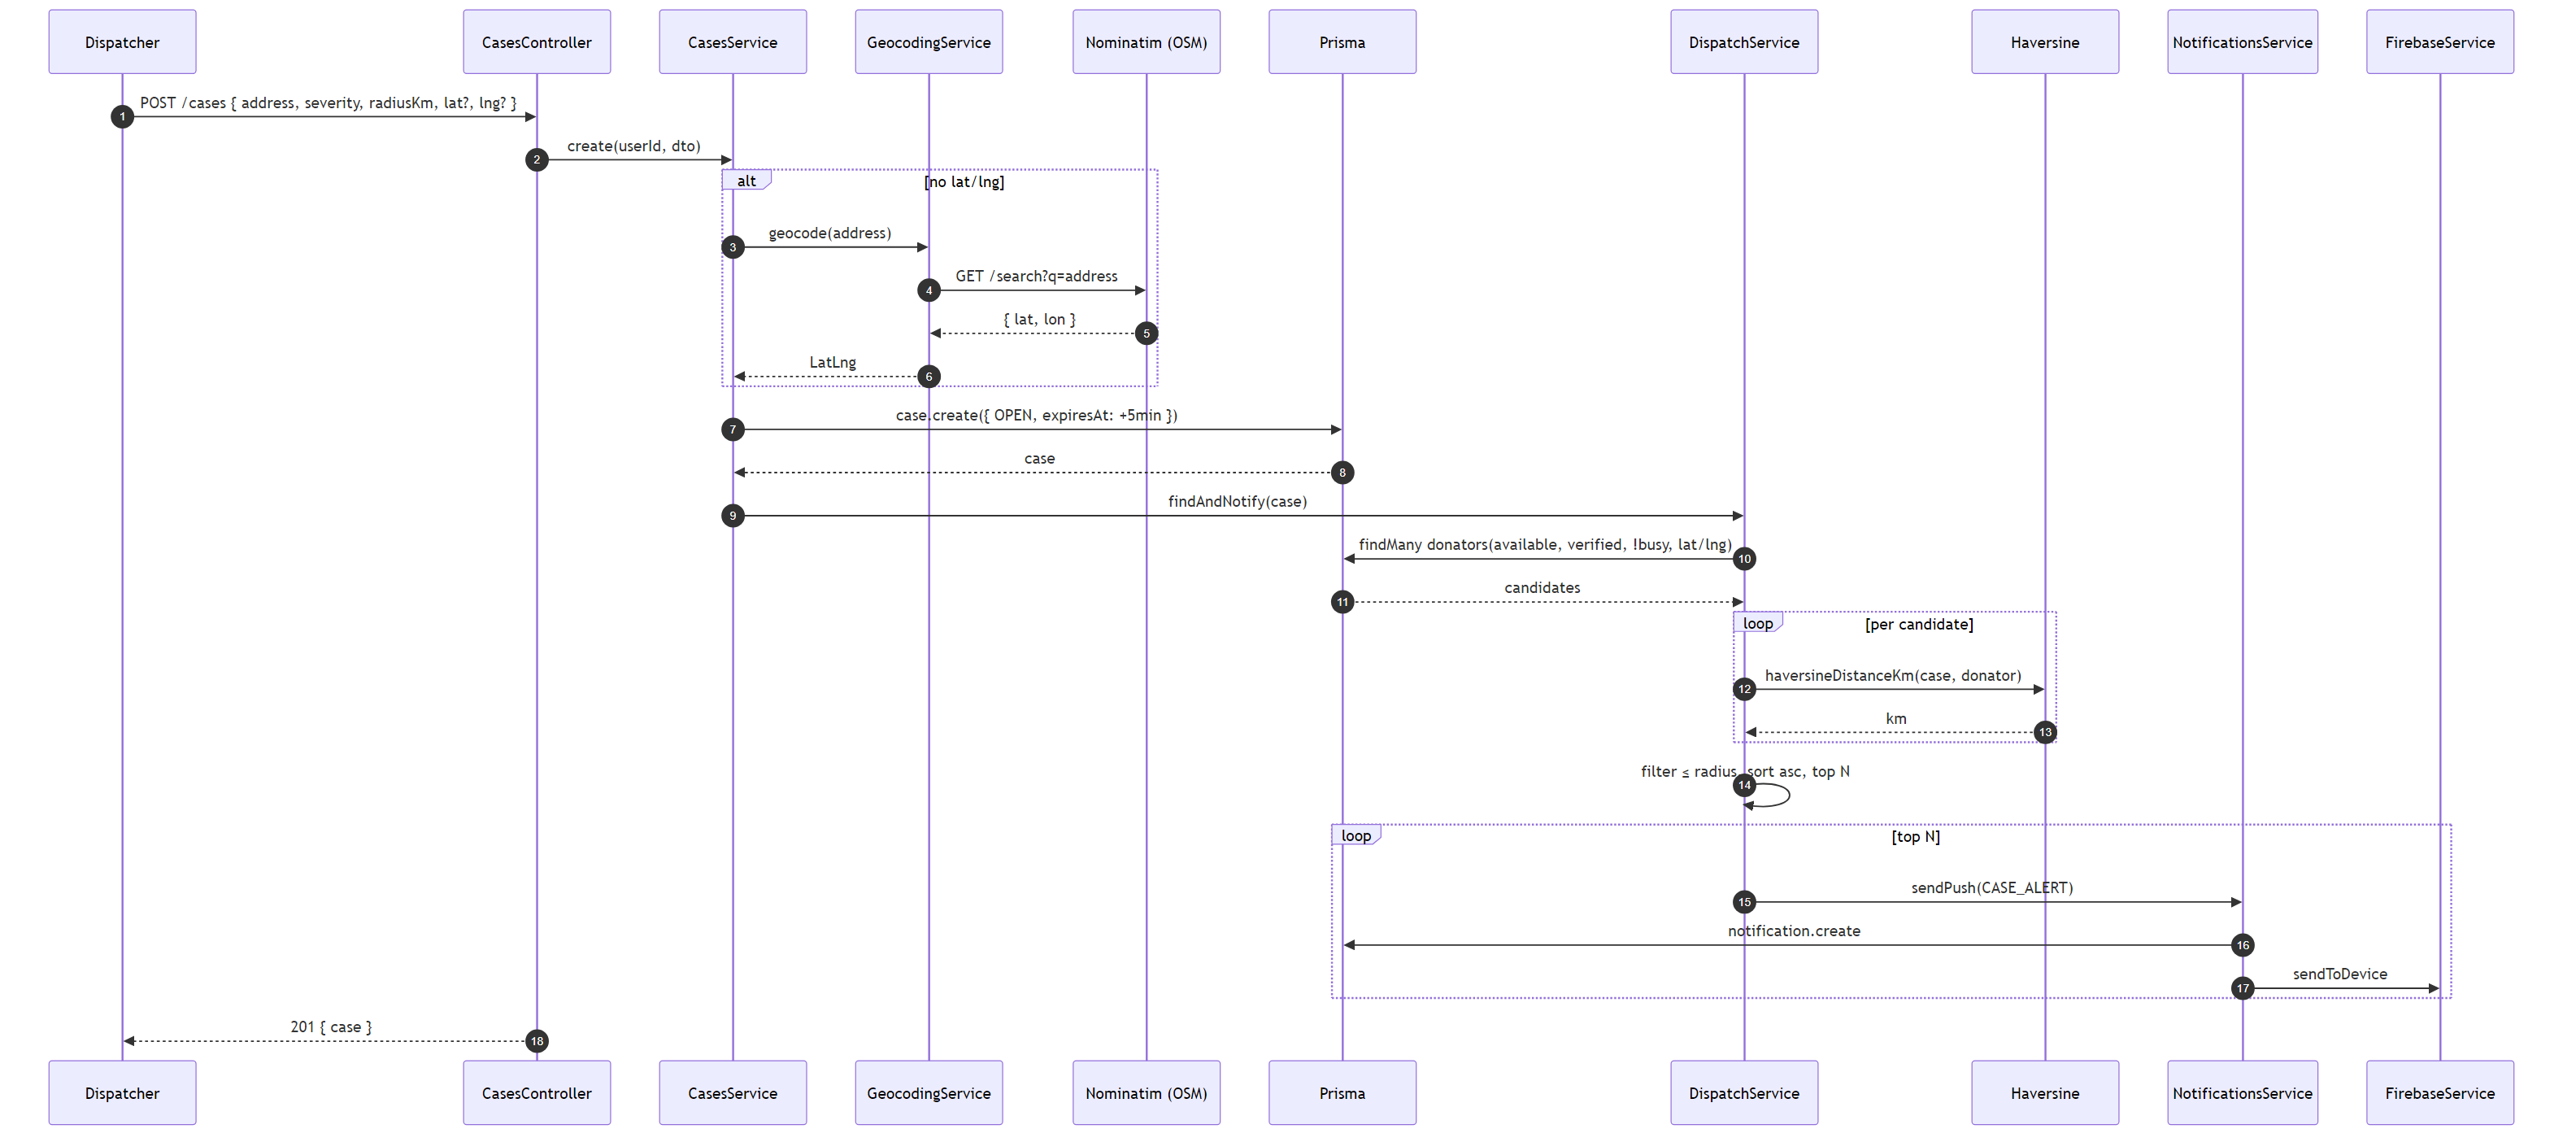 Dispatcher
CasesController
CasesService
GeocodingService
Nominatim (OSM)
Prisma
DispatchService
Haversine
NotificationsService
FirebaseService
POST /cases { address, severity, radiusKm, lat?, lng? }
1
create(userId, dto)
2
alt
[no lat/lng]
geocode(address)
3
GET /search?q=address
4
{ lat, lon }
5
LatLng
6
case.create({ OPEN, expiresAt: +5min })
7
case
8
findAndNotify(case)
9
findMany donators(available, verified, !busy, lat/lng)
10
candidates
11
loop
[per candidate]
haversineDistanceKm(case, donator)
12
km
13
filter ≤ radius, sort asc, top N
14
loop
[top N]
sendPush(CASE_ALERT)
15
notification.create
16
sendToDevice
17
201 { case }
18
Dispatcher
CasesController
CasesService
GeocodingService
Nominatim (OSM)
Prisma
DispatchService
Haversine
NotificationsService
FirebaseService